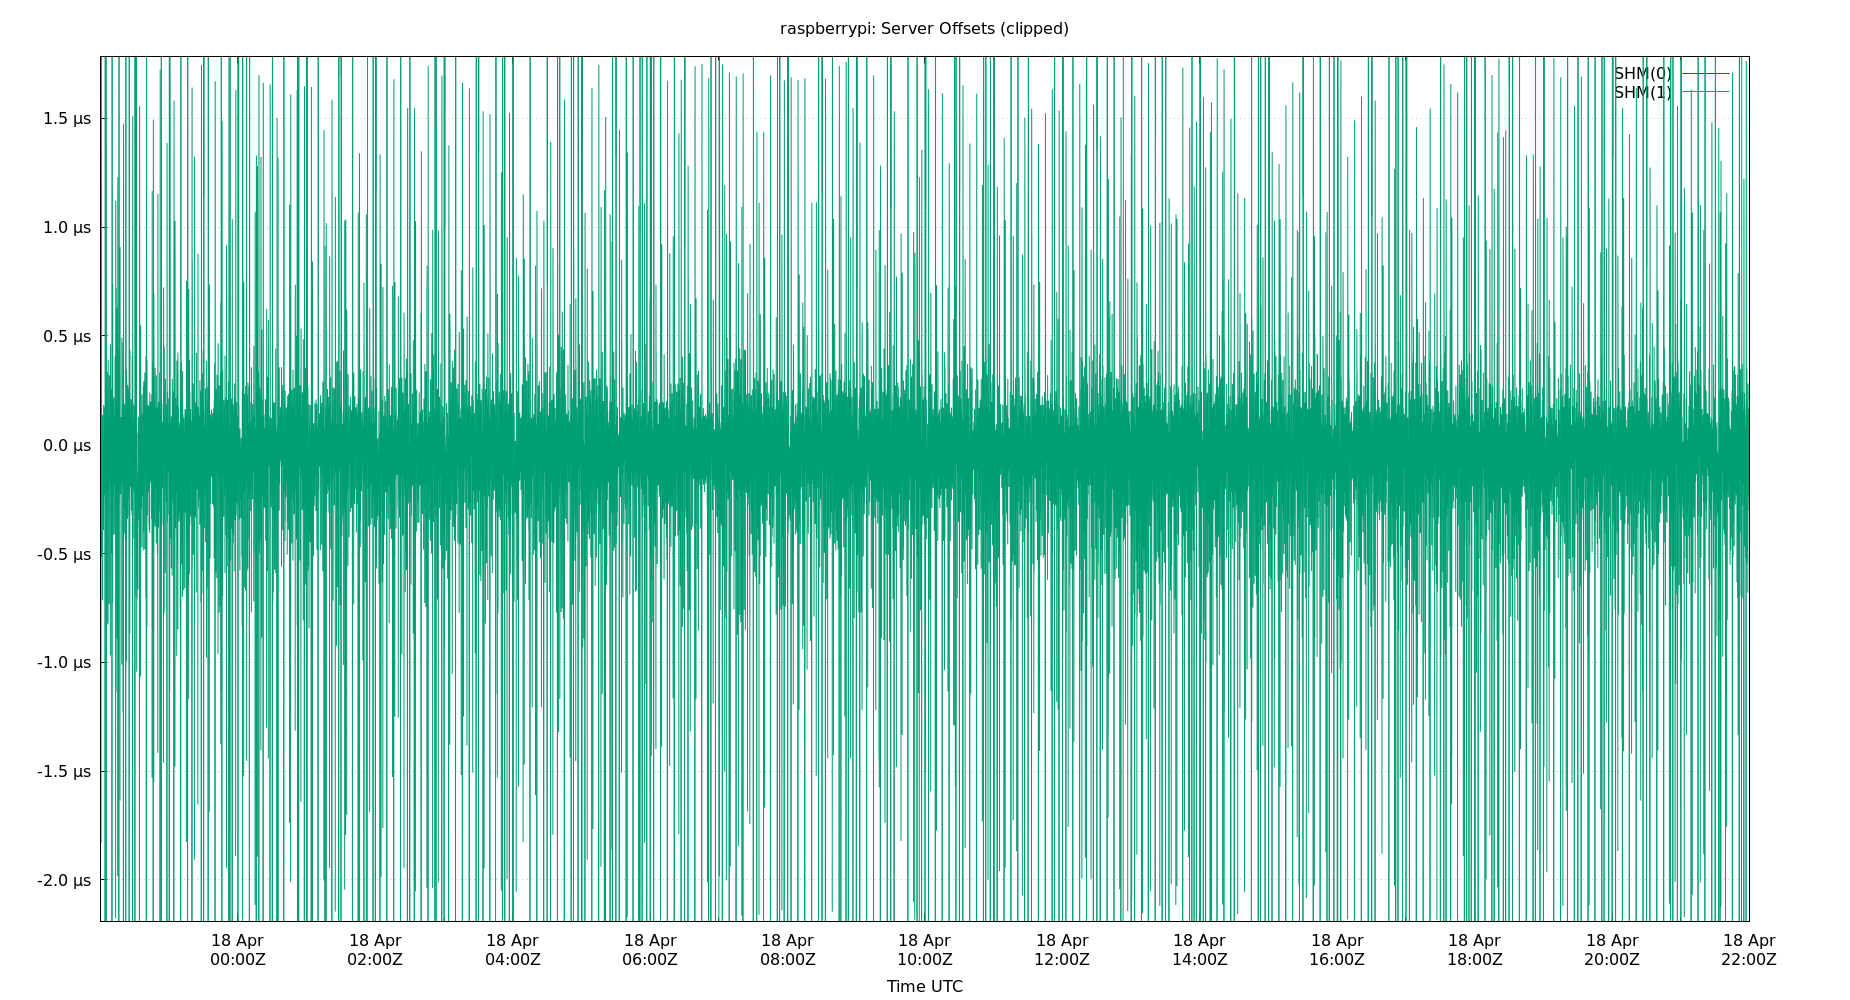 raspberrypi: Server Offsets (clipped)
SHM(0)
SHM(1)
1.5 µs
1.0 µs
0.5 µs
0.0 µs
-0.5 µs
-1.0 µs
-1.5 µs
-2.0 µs
18 Apr 18 Apr 18 Apr 18 Apr 18 Apr 18 Apr 18 Apr 18 Apr 18 Apr 18 Apr 18 Apr 18 Apr
00:00Z 02:00Z 04:00Z 06:00Z 08:00Z 10:00Z 12:00Z 14:00Z 16:00Z 18:00Z 20:00Z 22:00Z
Time UTC